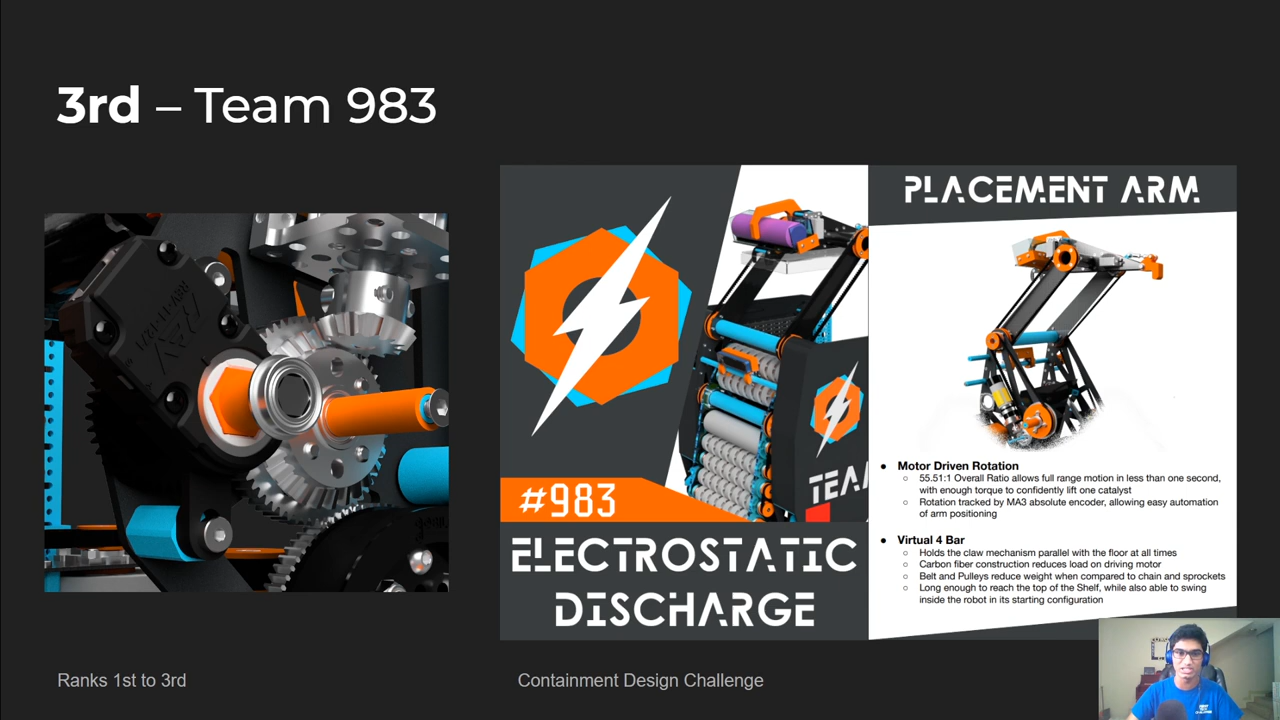 3rd – Team 983
PLACEMENT ARM
#983
ELECTROSTATIC
DISCHARGE
● Motor Driven Rotation
○ 55.51:1 Overall Ratio allows full range motion in less than one second,
with enough torque to confidently lift one catalyst
○ Rotation tracked by MA3 absolute encoder, allowing easy automation
of arm positioning
● Virtual 4 Bar
○ Holds the claw mechanism parallel with the floor at all times
○ Carbon fiber construction reduces load on driving motor
○ Belt and Pulleys reduce weight when compared to chain and sprockets
○ Long enough to reach the top of the Shelf, while also able to swing
inside the robot in its starting configuration
Ranks 1st to 3rd
Containment Design Challenge